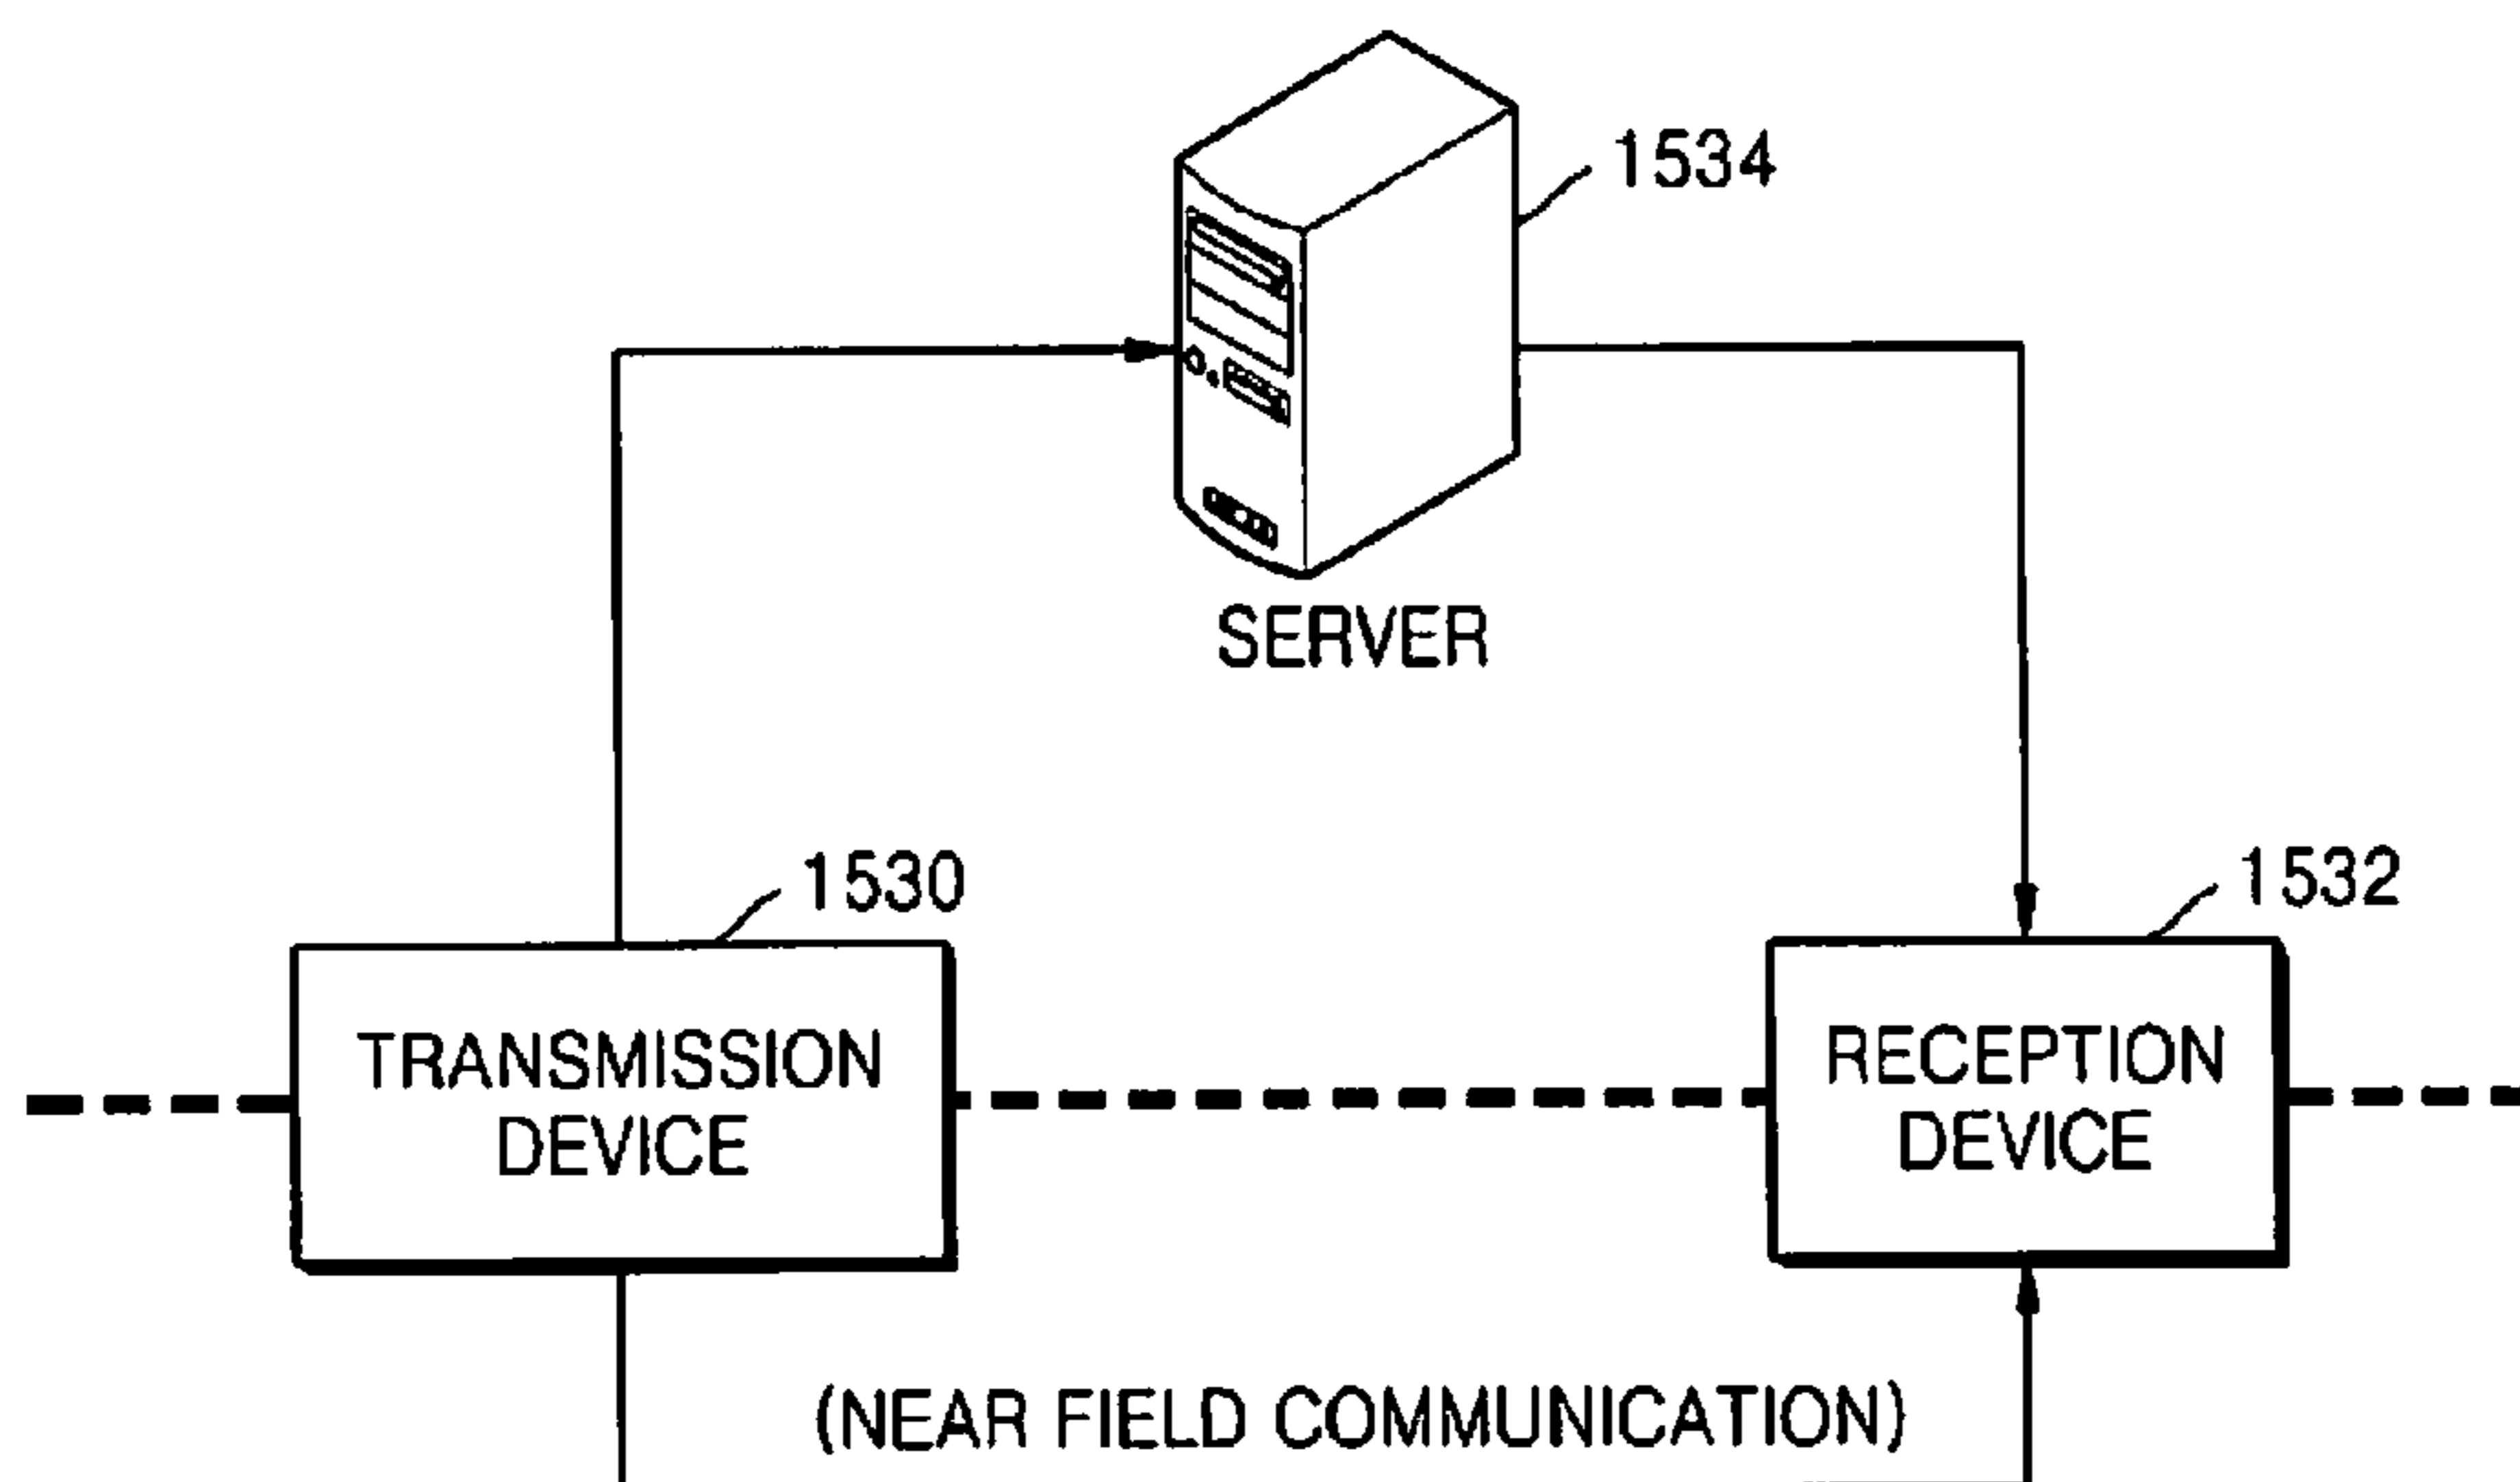 1534
SERVER
1530
1532
TRANSMISSION
DEVICE
RECEPTION
DEVICE
(NEAR FIELD COMMUNICATION)